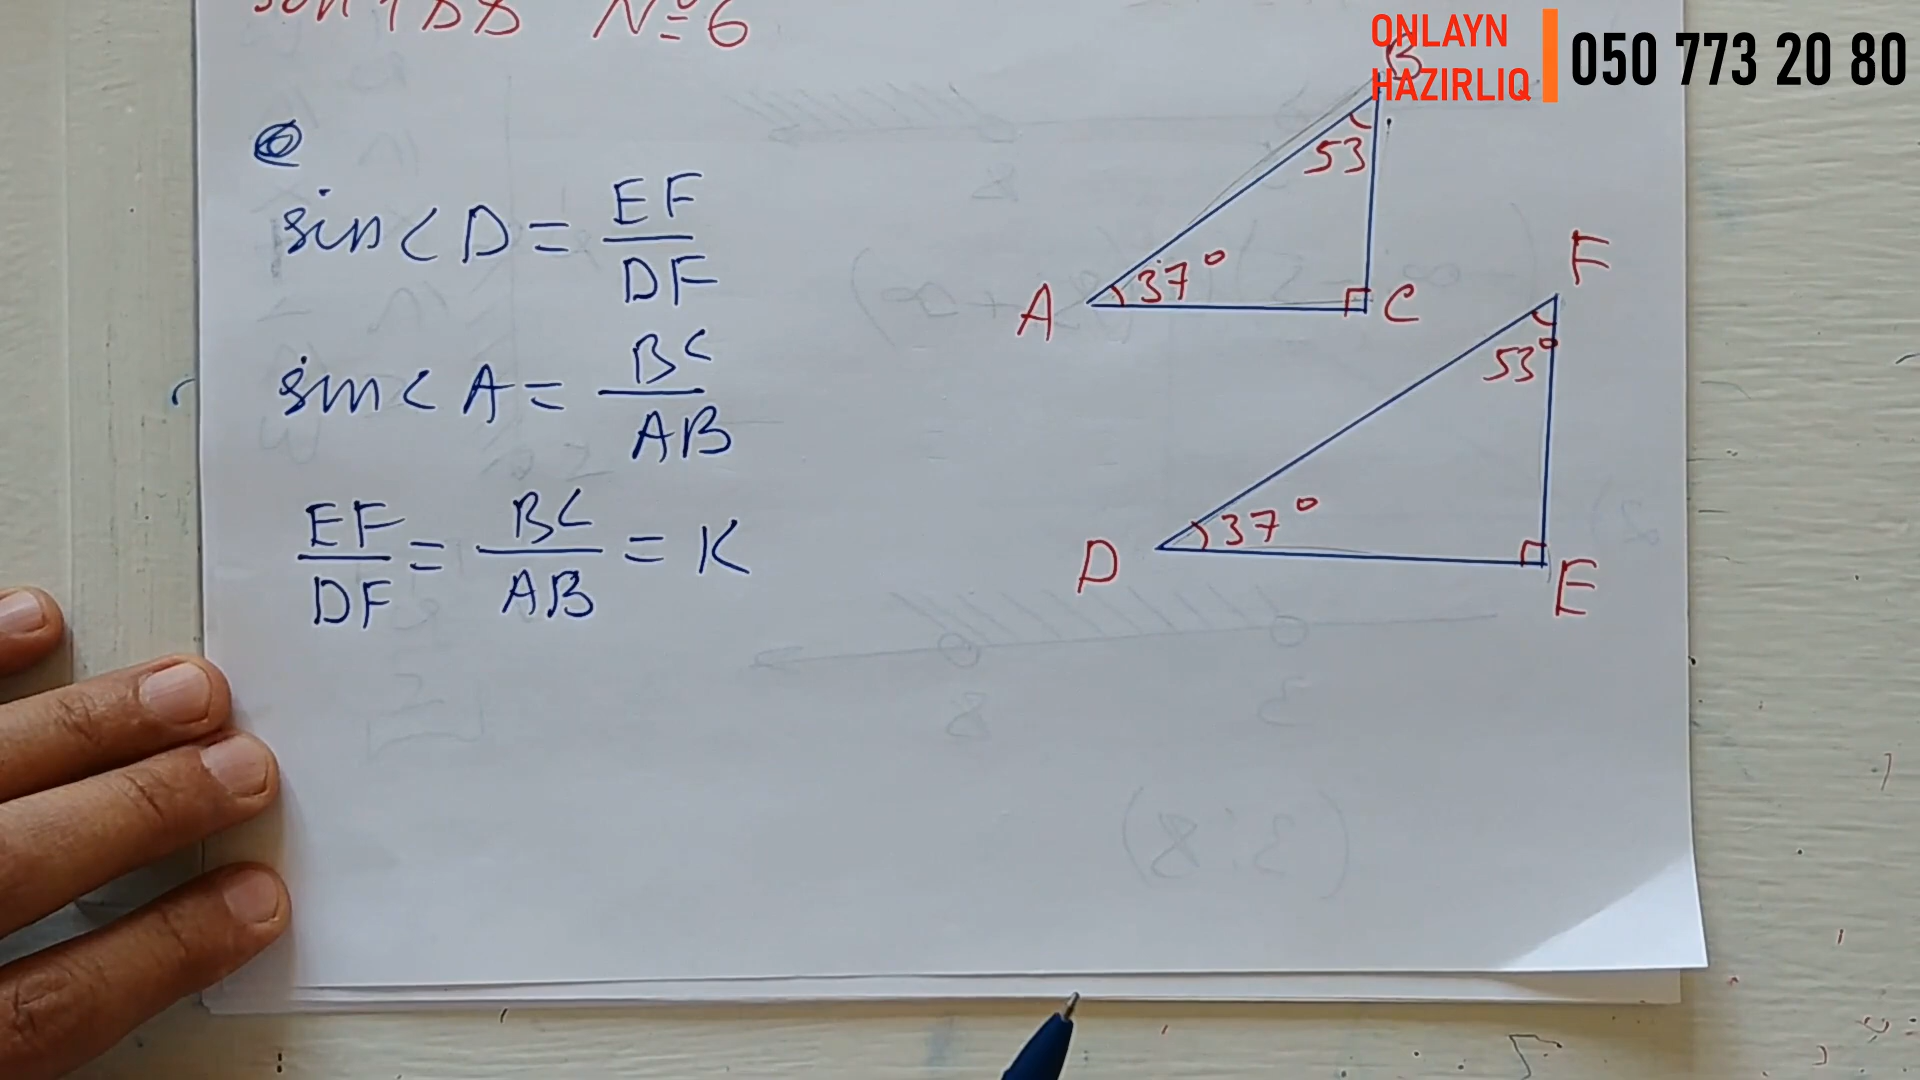 №6
ONLAYN
HAZIRLIQ
050 773 20 80
sin<D = EF/DF
sin<A = BC/AB
EF/DF = BC/AB = K
B
53
A
37°
C
F
53°
D
37°
E